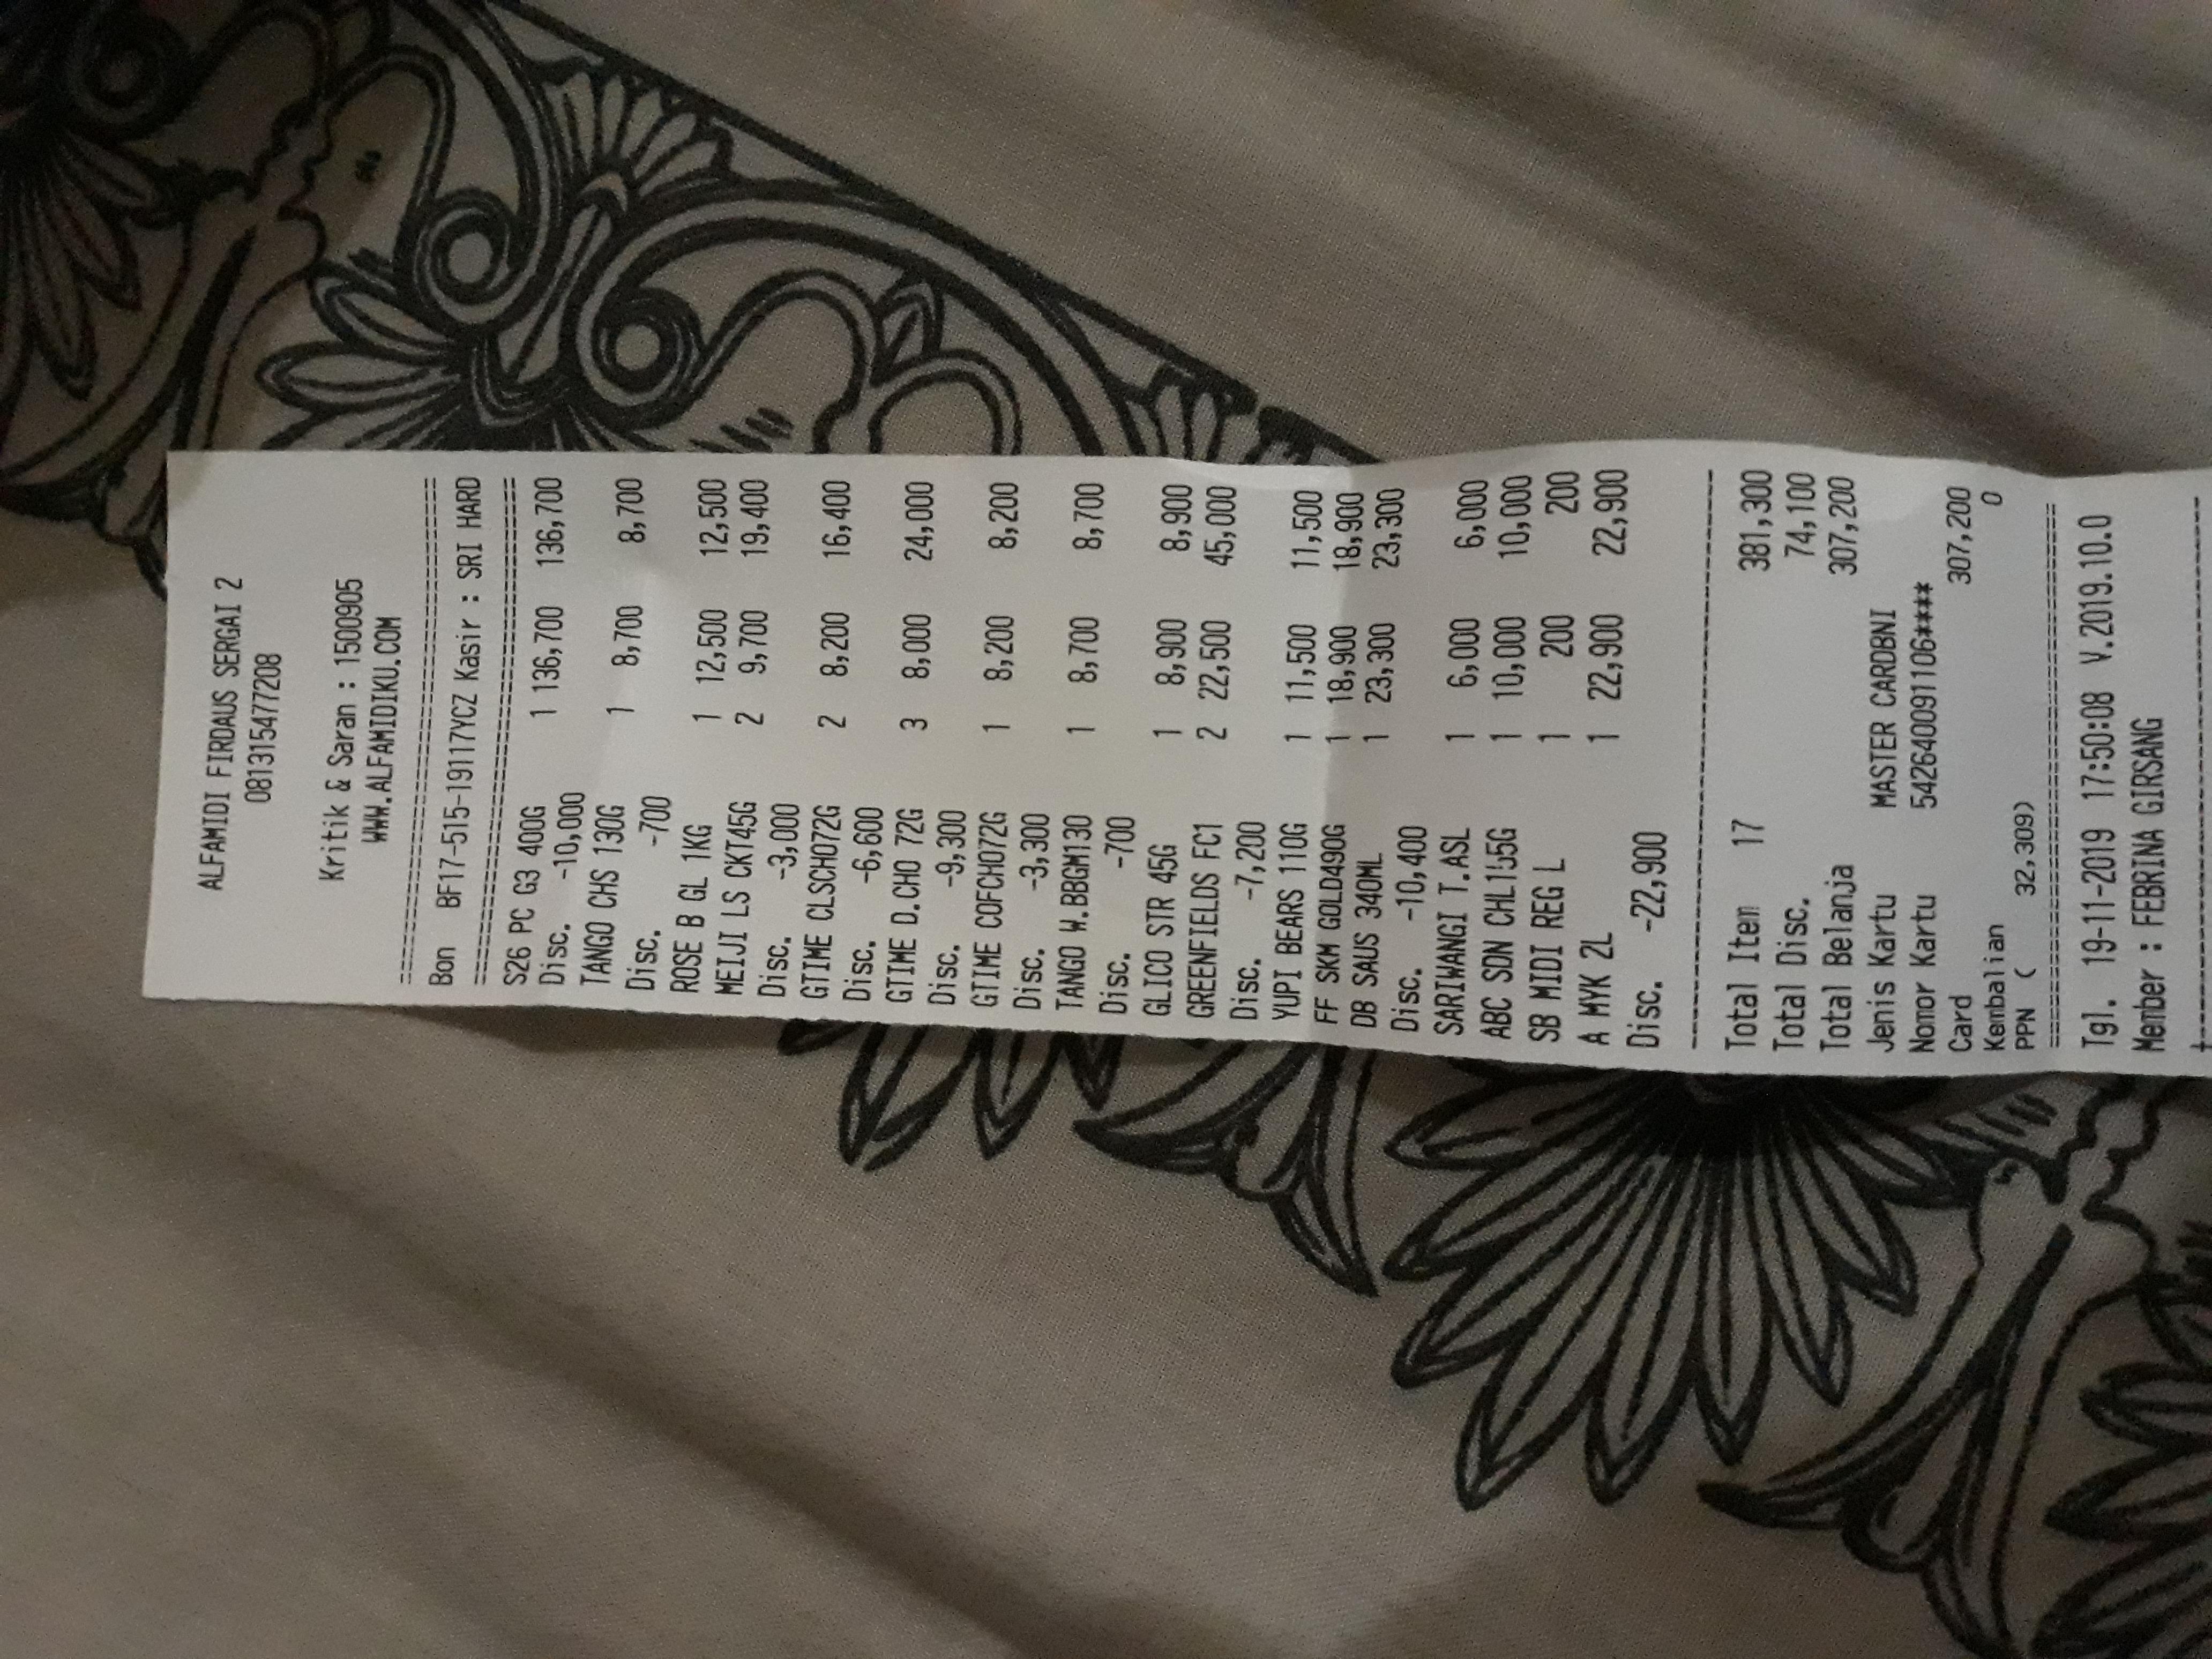 ALFAMIDI FIRDAUS SERGAI 2
081315477208
Kritik & Saran : 1500905
WWW.ALFAMIDIKU.COM
Bon BF17-515-19117YCZ Kasir : SRI HARD
S26 PC G3 400G 1 136,700 136,700
Disc. -10,000
TANGO CHS 130G 1 8,700 8,700
Disc. -700
ROSE B GL 1KG 1 12,500 12,500
MEIJI LS CKT45G 2 9,700 19,400
Disc. -3,000
GTIME CLSCHO72G 2 8,200 16,400
Disc. -6,600
GTIME D.CHO 72G 3 8,000 24,000
Disc. -9,300
GTIME COFCHO72G 1 8,200 8,200
Disc. -3,300
TANGO W.BBGM130 1 8,700 8,700
Disc. -700
GLICO STR 45G 1 8,900 8,900
GREENFIELDS FC1 2 22,500 45,000
Disc. -7,200
YUPI BEARS 110G 1 11,500 11,500
FF SKM GOLD490G 1 18,900 18,900
DB SAUS 340ML 1 23,300 23,300
Disc. -10,400
SARIWANGI T.ASL 1 6,000 6,000
ABC SDN 1 10,000 10,000
SB MIDI REG L 1 200 200
A MYK 2L 1 22,900 22,900
Disc. -22,900
Total Item 17 381,300
Total Disc. 74,100
Total Belanja 307,200
Jenis Kartu MASTER CARDBNI
Nomor Kartu 542640091106****
Card 307,200
Kembalian 0
PPN ( 32,309)
Tgl. 19-11-2019 17:50:08 V.2019.10.0
Member : FEBRINA GIRSANG